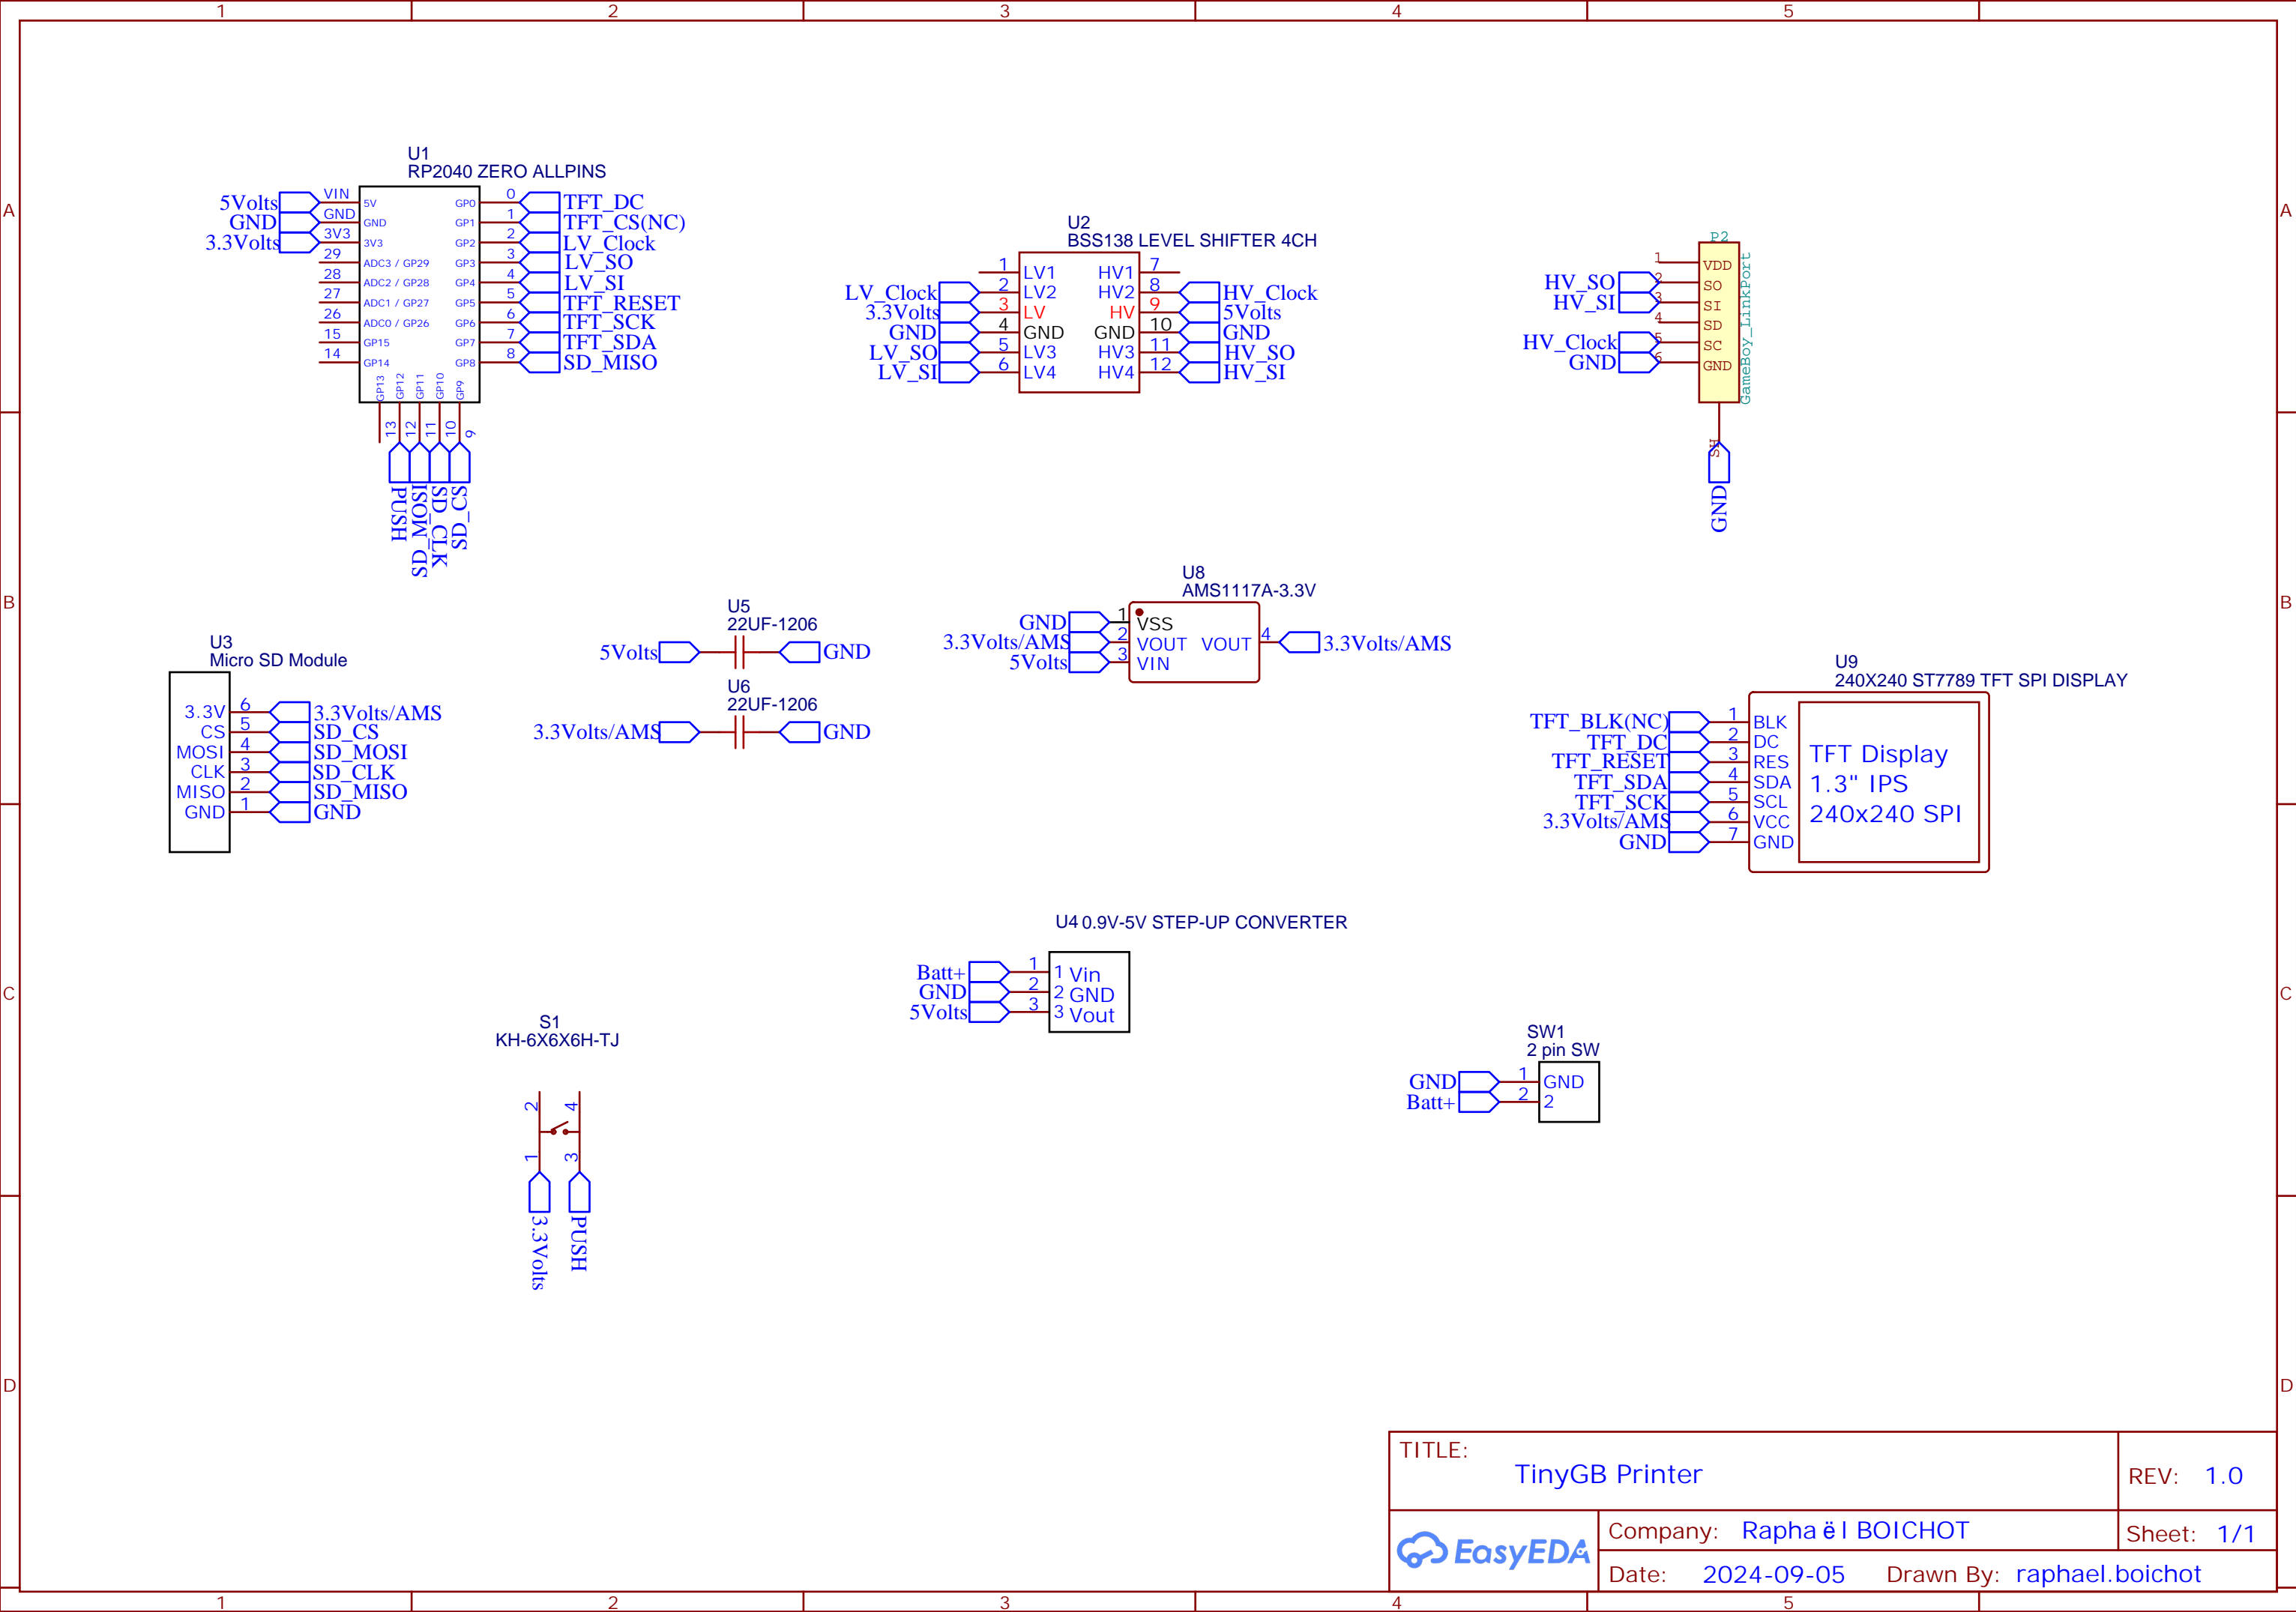 1 2 3 4 5
A
B
C
D
A
B
C
D
1 2 3 4 5
U1
RP2040 ZERO ALLPINS
5Volts VIN 5V GP0 0 TFT_DC
GND GND GND GP1 1 TFT_CS(NC)
3.3Volts 3V3 3V3 GP2 2 LV_Clock
29 ADC3 / GP29 GP3 3 LV_SO
28 ADC2 / GP28 GP4 4 LV_SI
27 ADC1 / GP27 GP5 5 TFT_RESET
26 ADC0 / GP26 GP6 6 TFT_SCK
15 GP15 GP7 7 TFT_SDA
14 GP14 GP8 8 SD_MISO
GP13 GP12 GP11 GP10 GP9
13 12 11 10 9
PUSH SD_MOSI SD_CLK SD_CS
U2
BSS138 LEVEL SHIFTER 4CH
1 LV1 HV1 7
LV_Clock 2 LV2 HV2 8 HV_Clock
3.3Volts 3 LV HV 9 5Volts
GND 4 GND GND 10 GND
LV_SO 5 LV3 HV3 11 HV_SO
LV_SI 6 LV4 HV4 12 HV_SI
P2
GameBoy_LinkPort
1 VDD
HV_SO 2 SO
HV_SI 3 SI
4 SD
HV_Clock 5 SC
GND 6 GND
SH
GND
U3
Micro SD Module
3.3V 6 3.3Volts/AMS
CS 5 SD_CS
MOSI 4 SD_MOSI
CLK 3 SD_CLK
MISO 2 SD_MISO
GND 1 GND
U5
22UF-1206
5Volts GND
U6
22UF-1206
3.3Volts/AMS GND
U8
AMS1117A-3.3V
GND 1 VSS
3.3Volts/AMS 2 VOUT VOUT 4 3.3Volts/AMS
5Volts 3 VIN
U9
240X240 ST7789 TFT SPI DISPLAY
TFT_BLK(NC) 1 BLK
TFT_DC 2 DC
TFT_RESET 3 RES
TFT_SDA 4 SDA
TFT_SCK 5 SCL
3.3Volts/AMS 6 VCC
GND 7 GND
TFT Display
1.3" IPS
240x240 SPI
U4 0.9V-5V STEP-UP CONVERTER
Batt+ 1 1 Vin
GND 2 2 GND
5Volts 3 3 Vout
S1
KH-6X6X6H-TJ
2 4
1 3
3.3Volts PUSH
SW1
2 pin SW
GND 1 GND
Batt+ 2 2
TITLE:
TinyGB Printer
REV: 1.0
EasyEDA
Company: Raphaël BOICHOT
Sheet: 1/1
Date: 2024-09-05 Drawn By: raphael.boichot